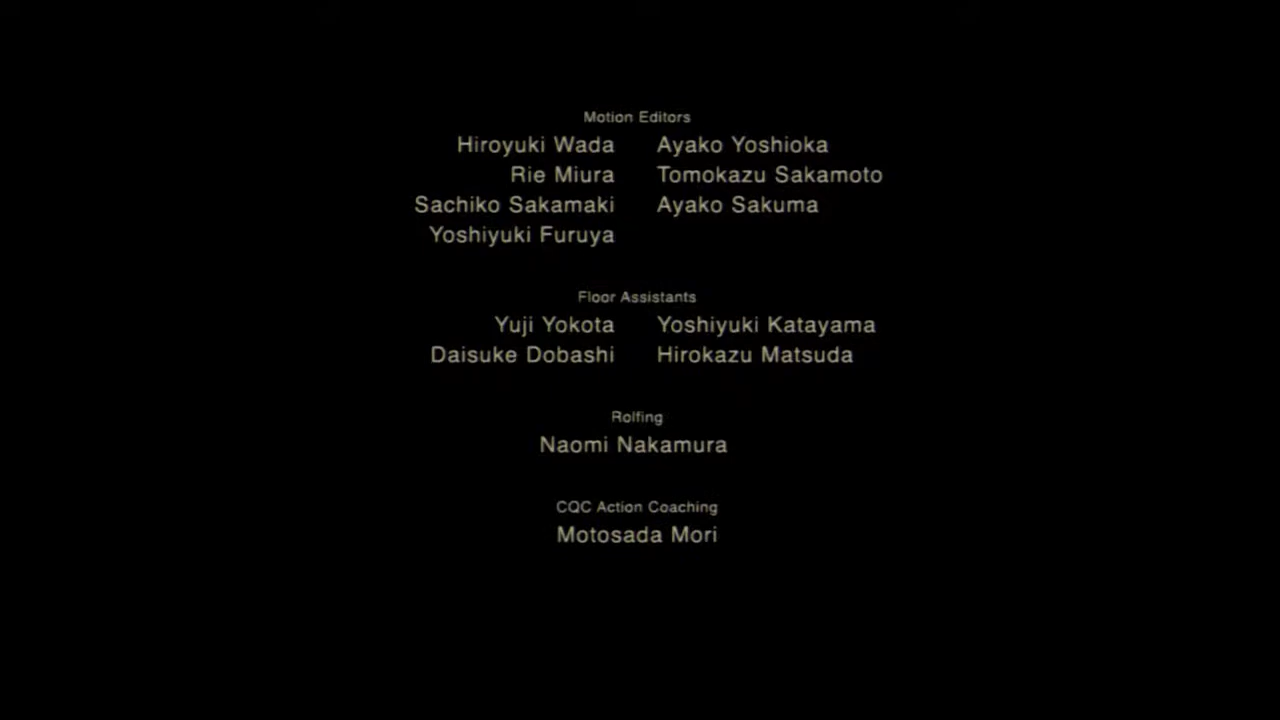 Motion Editors
Hiroyuki Wada Ayako Yoshioka
Rie Miura Tomokazu Sakamoto
Sachiko Sakamaki Ayako Sakuma
Yoshiyuki Furuya
Floor Assistants
Yuji Yokota Yoshiyuki Katayama
Daisuke Dobashi Hirokazu Matsuda
Rolfing
Naomi Nakamura
CQC Action Coaching
Motosada Mori